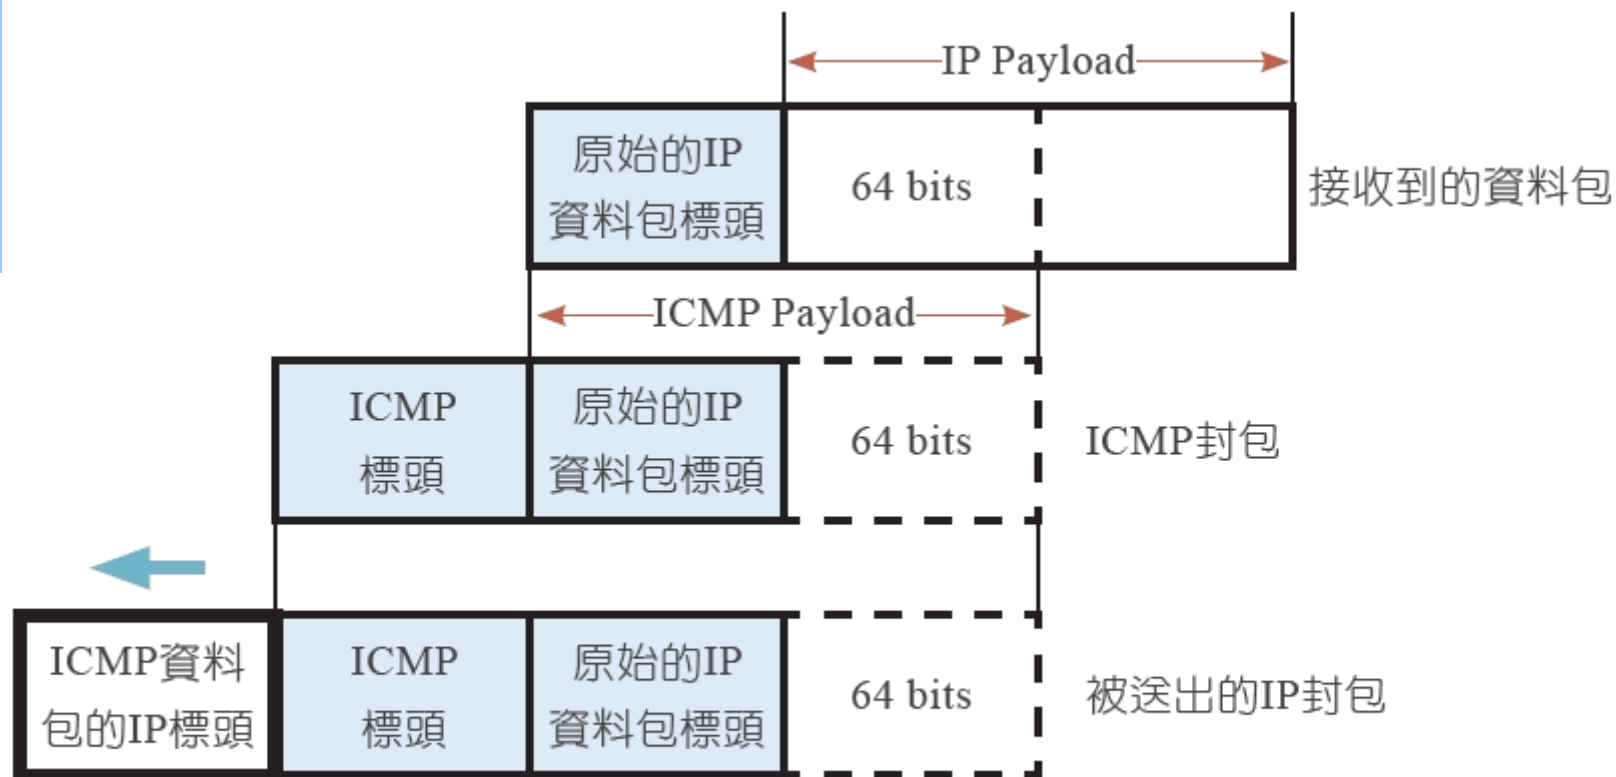 IP Payload
原始的IP
資料包標頭
64 bits
接收到的資料包
ICMP Payload
ICMP
標頭
原始的IP
資料包標頭
64 bits
ICMP封包
ICMP資料
包的IP標頭
ICMP
標頭
原始的IP
資料包標頭
64 bits
被送出的IP封包